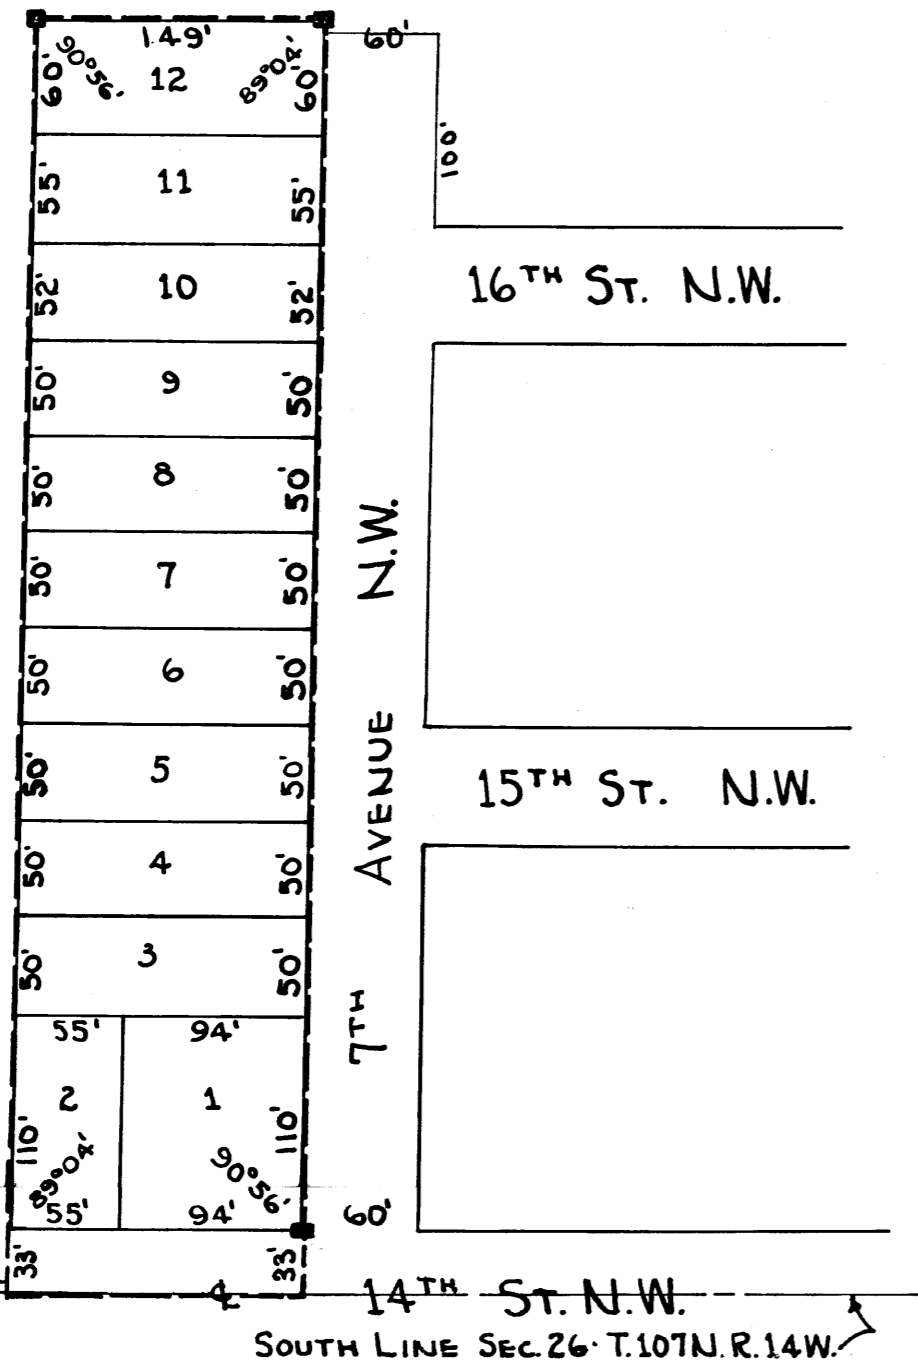 149' 60'
60' 90°56' 12 89°04' 60'
100'
55' 11 55'
52' 10 52' 16TH ST. N.W.
50' 9 50'
50' 8 50'
50' 7 50'
50' 6 50'
50' 5 50' 15TH ST. N.W.
50' 4 50'
50' 3 50'
7TH AVENUE N.W.
55' 94'
2 1
110' 110'
89°04' 90°56'
55' 94' 60'
33' 33'
℄ 14TH ST. N.W.
SOUTH LINE SEC. 26. T.107N. R.14W.